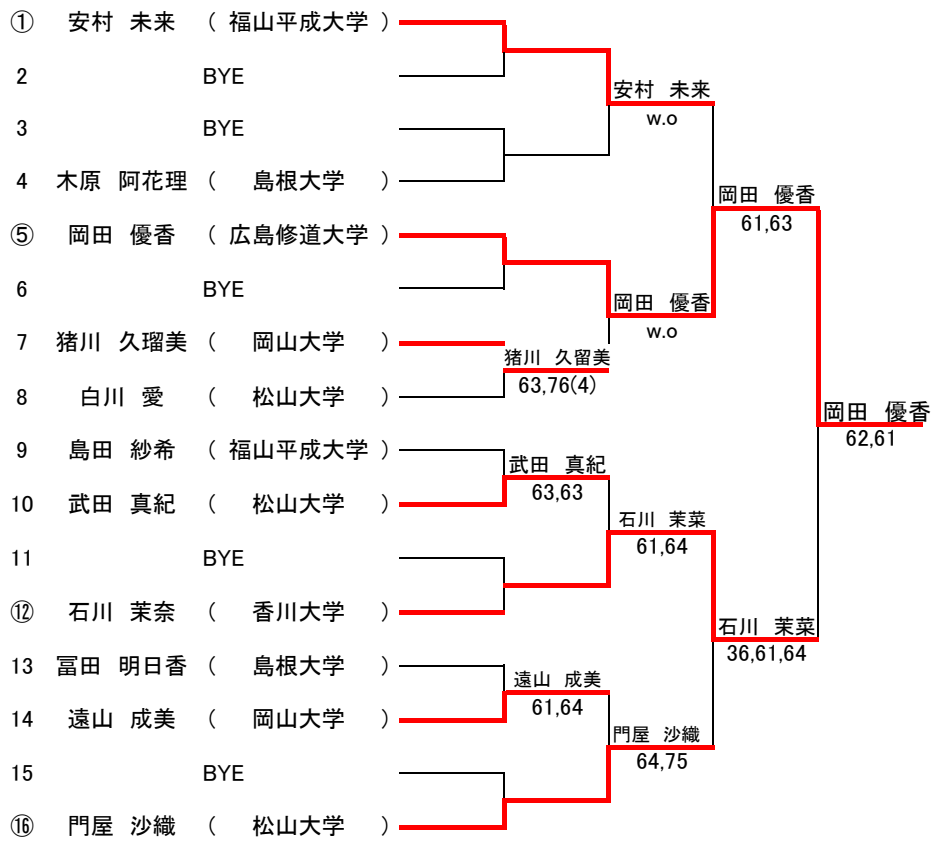 ① 安村 未来 ( 福山平成大学 )
2 BYE
安村 未来
w.o
3 BYE
4 木原 阿花理 ( 島根大学 )
岡田 優香
61,63
⑤ 岡田 優香 ( 広島修道大学 )
6 BYE
岡田 優香
w.o
7 猪川 久瑠美 ( 岡山大学 )
猪川 久留美
63,76(4)
8 白川 愛 ( 松山大学 )
岡田 優香
62,61
9 島田 紗希 ( 福山平成大学 )
武田 真紀
63,63
10 武田 真紀 ( 松山大学 )
石川 茉菜
61,64
11 BYE
⑫ 石川 茉奈 ( 香川大学 )
石川 茉菜
36,61,64
13 冨田 明日香 ( 島根大学 )
遠山 成美
61,64
14 遠山 成美 ( 岡山大学 )
門屋 沙織
64,75
15 BYE
⑯ 門屋 沙織 ( 松山大学 )